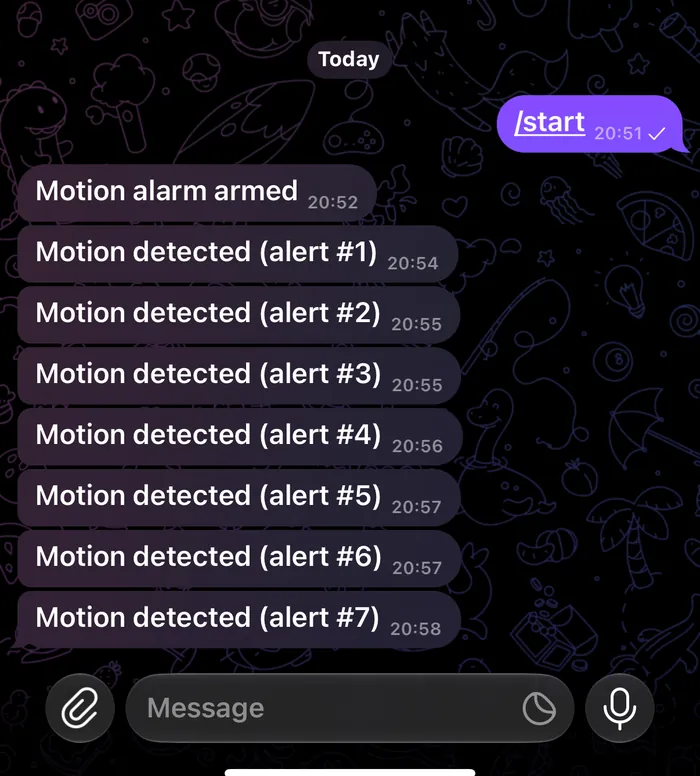 Today
/start 20:51
Motion alarm armed 20:52
Motion detected (alert #1) 20:54
Motion detected (alert #2) 20:55
Motion detected (alert #3) 20:55
Motion detected (alert #4) 20:56
Motion detected (alert #5) 20:57
Motion detected (alert #6) 20:57
Motion detected (alert #7) 20:58
Message